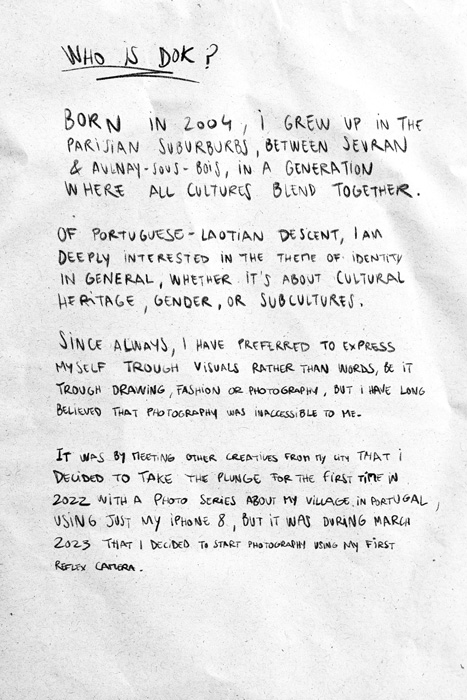 WHO IS DOK ?
BORN IN 2004, i GREW UP IN THE
PARISIAN SUBURURBS, BETWEEN SEVRAN
& AULNAY-SOUS-BOIS, IN A GENERATION
WHERE ALL CULTURES BLEND TOGETHER.
OF PORTUGUESE-LAOTIAN DESCENT, I AM
DEEPLY INTERESTED IN THE THEME OF IDENTITY
IN GENERAL, WHETHER IT'S ABOUT CULTURAL
HERITAGE, GENDER, OR SUBCULTURES.
SINCE ALWAYS, I HAVE PREFERRED TO EXPRESS
MYSELF TROUGH VISUALS RATHER THAN WORDS, BE IT
TROUGH DRAWING, FASHION OR PHOTOGRAPHY, BUT i HAVE LONG
BELIEVED THAT PHOTOGRAPHY WAS INACCESSIBLE TO ME.
IT WAS BY MEETING OTHER CREATIVES FROM MY CITY THAT i
DECIDED TO TAKE THE PLUNGE FOR THE FIRST TIME IN
2022 WITH A PHOTO SERIES ABOUT MY VILLAGE IN PORTUGAL,
USING JUST MY iPHONE 8, BUT IT WAS DURING MARCH
2023 THAT I DECIDED TO START PHOTOGRAPHY USING MY FIRST
REFLEX CAMERA.